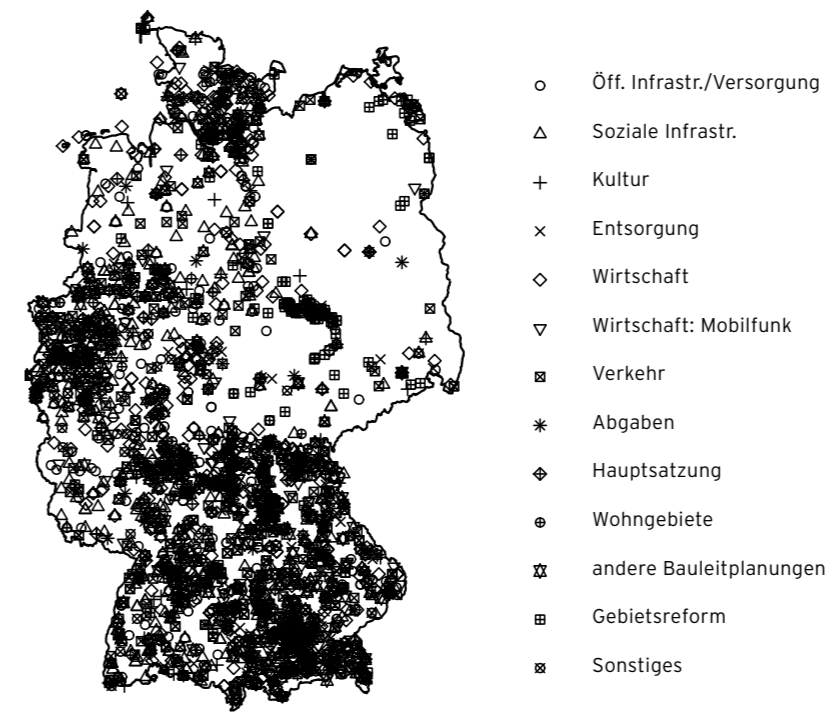 Öff. Infrastr./Versorgung
Soziale Infrastr.
Kultur
Entsorgung
Wirtschaft
Wirtschaft: Mobilfunk
Verkehr
Abgaben
Hauptsatzung
Wohngebiete
andere Bauleitplanungen
Gebietsreform
Sonstiges